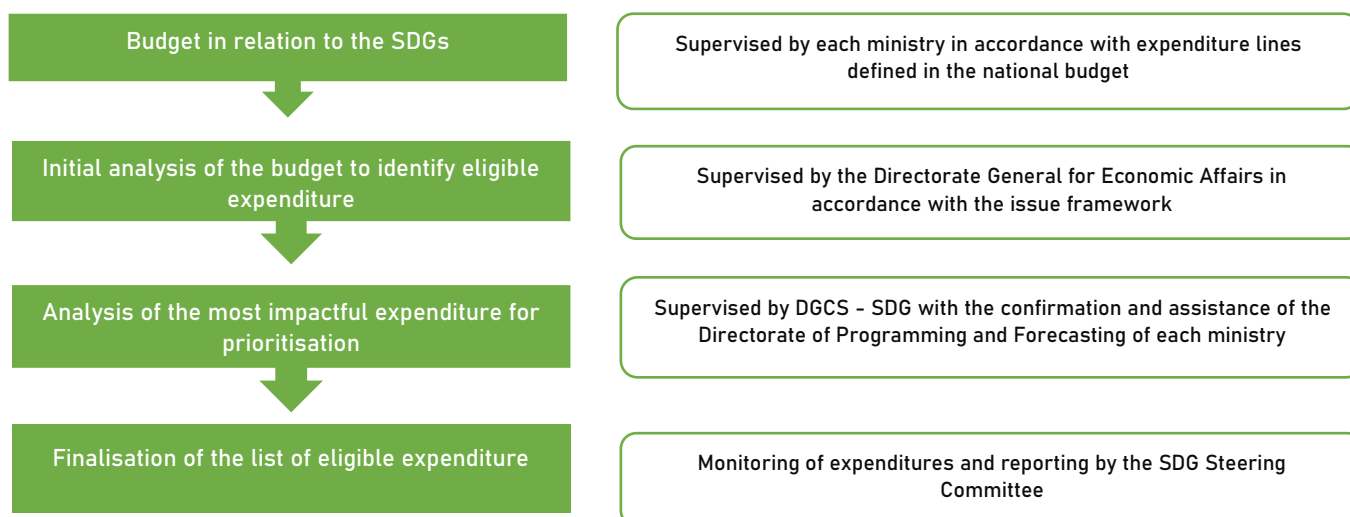 Budget in relation to the SDGs
Supervised by each ministry in accordance with expenditure lines
defined in the national budget
Initial analysis of the budget to identify eligible
expenditure
Supervised by the Directorate General for Economic Affairs in
accordance with the issue framework
Analysis of the most impactful expenditure for
prioritisation
Supervised by DGCS - SDG with the confirmation and assistance of the
Directorate of Programming and Forecasting of each ministry
Finalisation of the list of eligible expenditure
Monitoring of expenditures and reporting by the SDG Steering
Committee